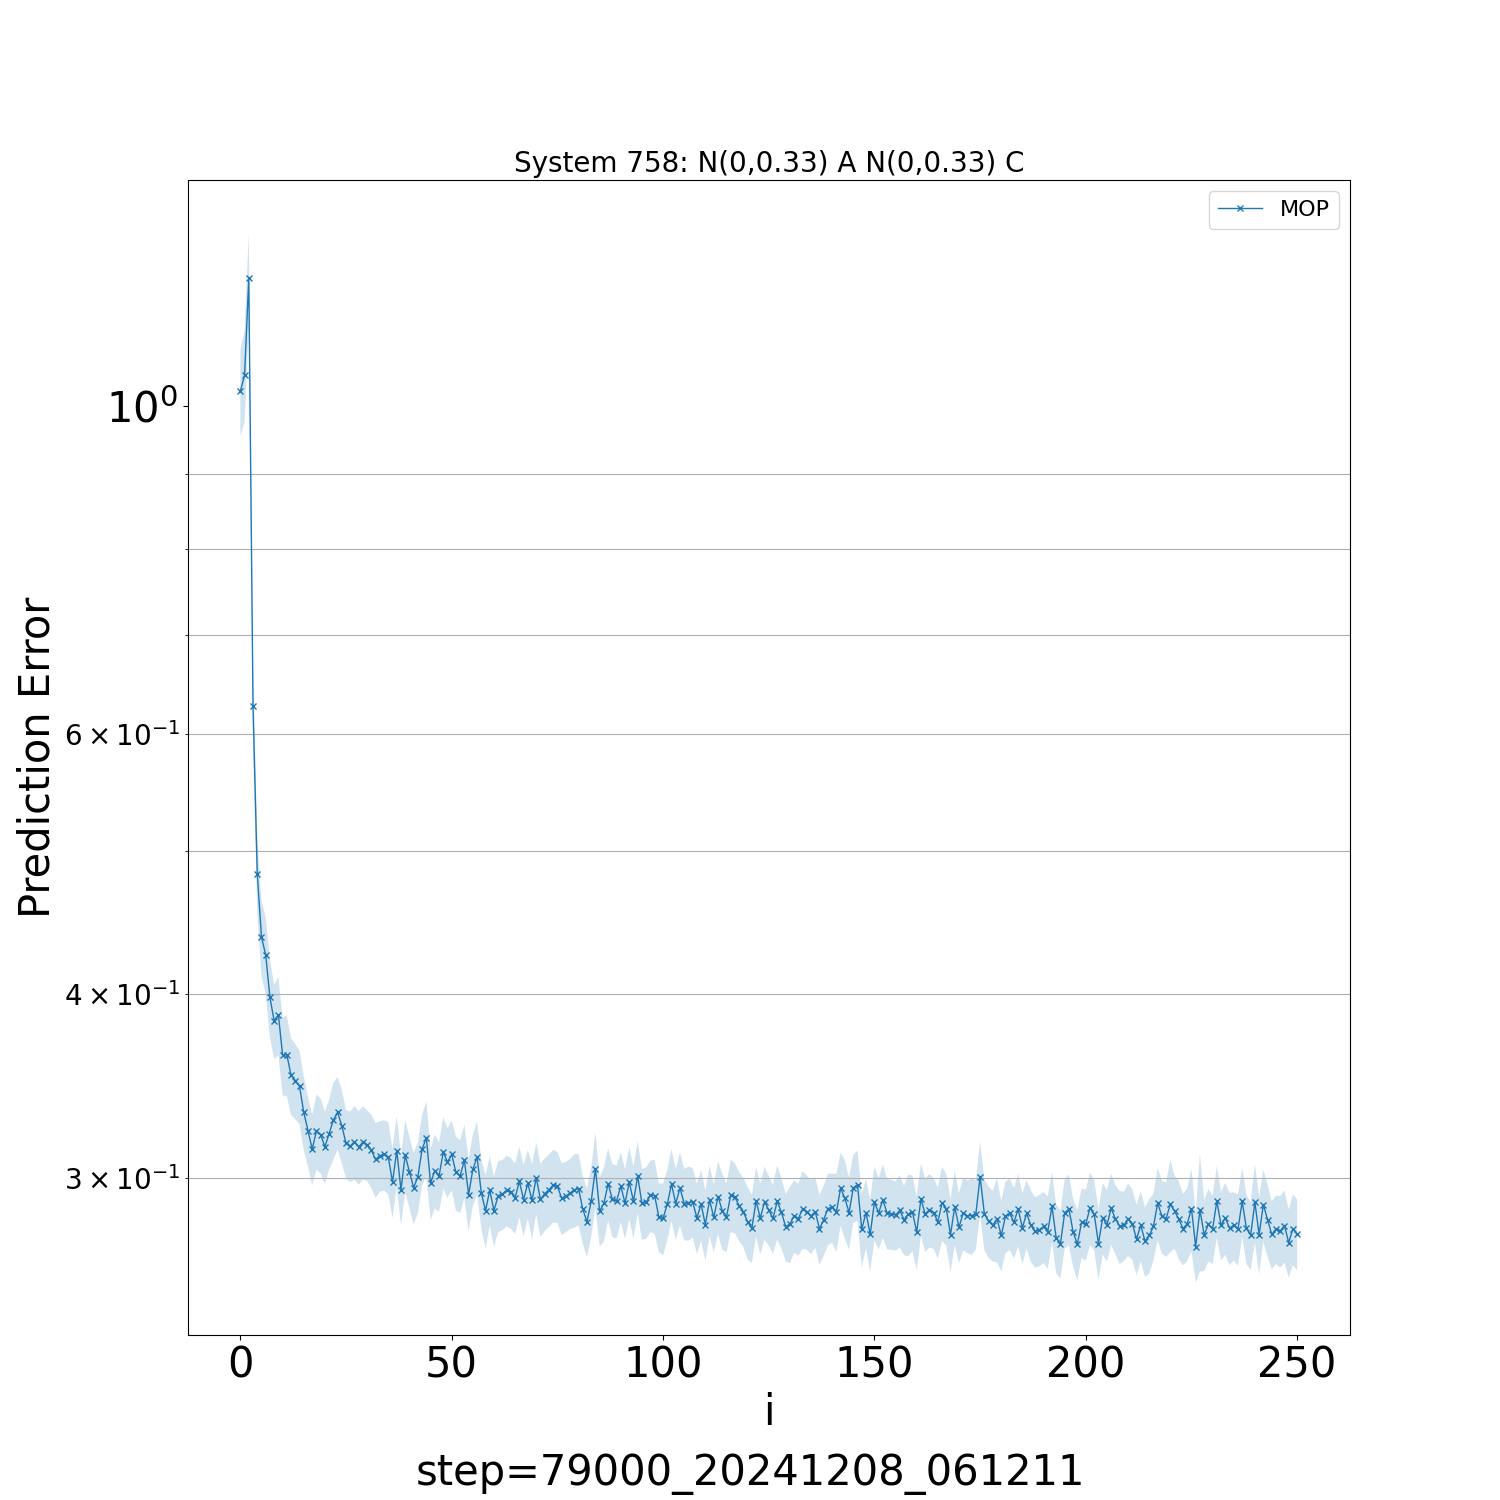 System 758: N(0,0.33) A N(0,0.33) C
MOP
10⁰
6 × 10⁻¹
4 × 10⁻¹
3 × 10⁻¹
Prediction Error
0 50 100 150 200 250
i
step=79000_20241208_061211